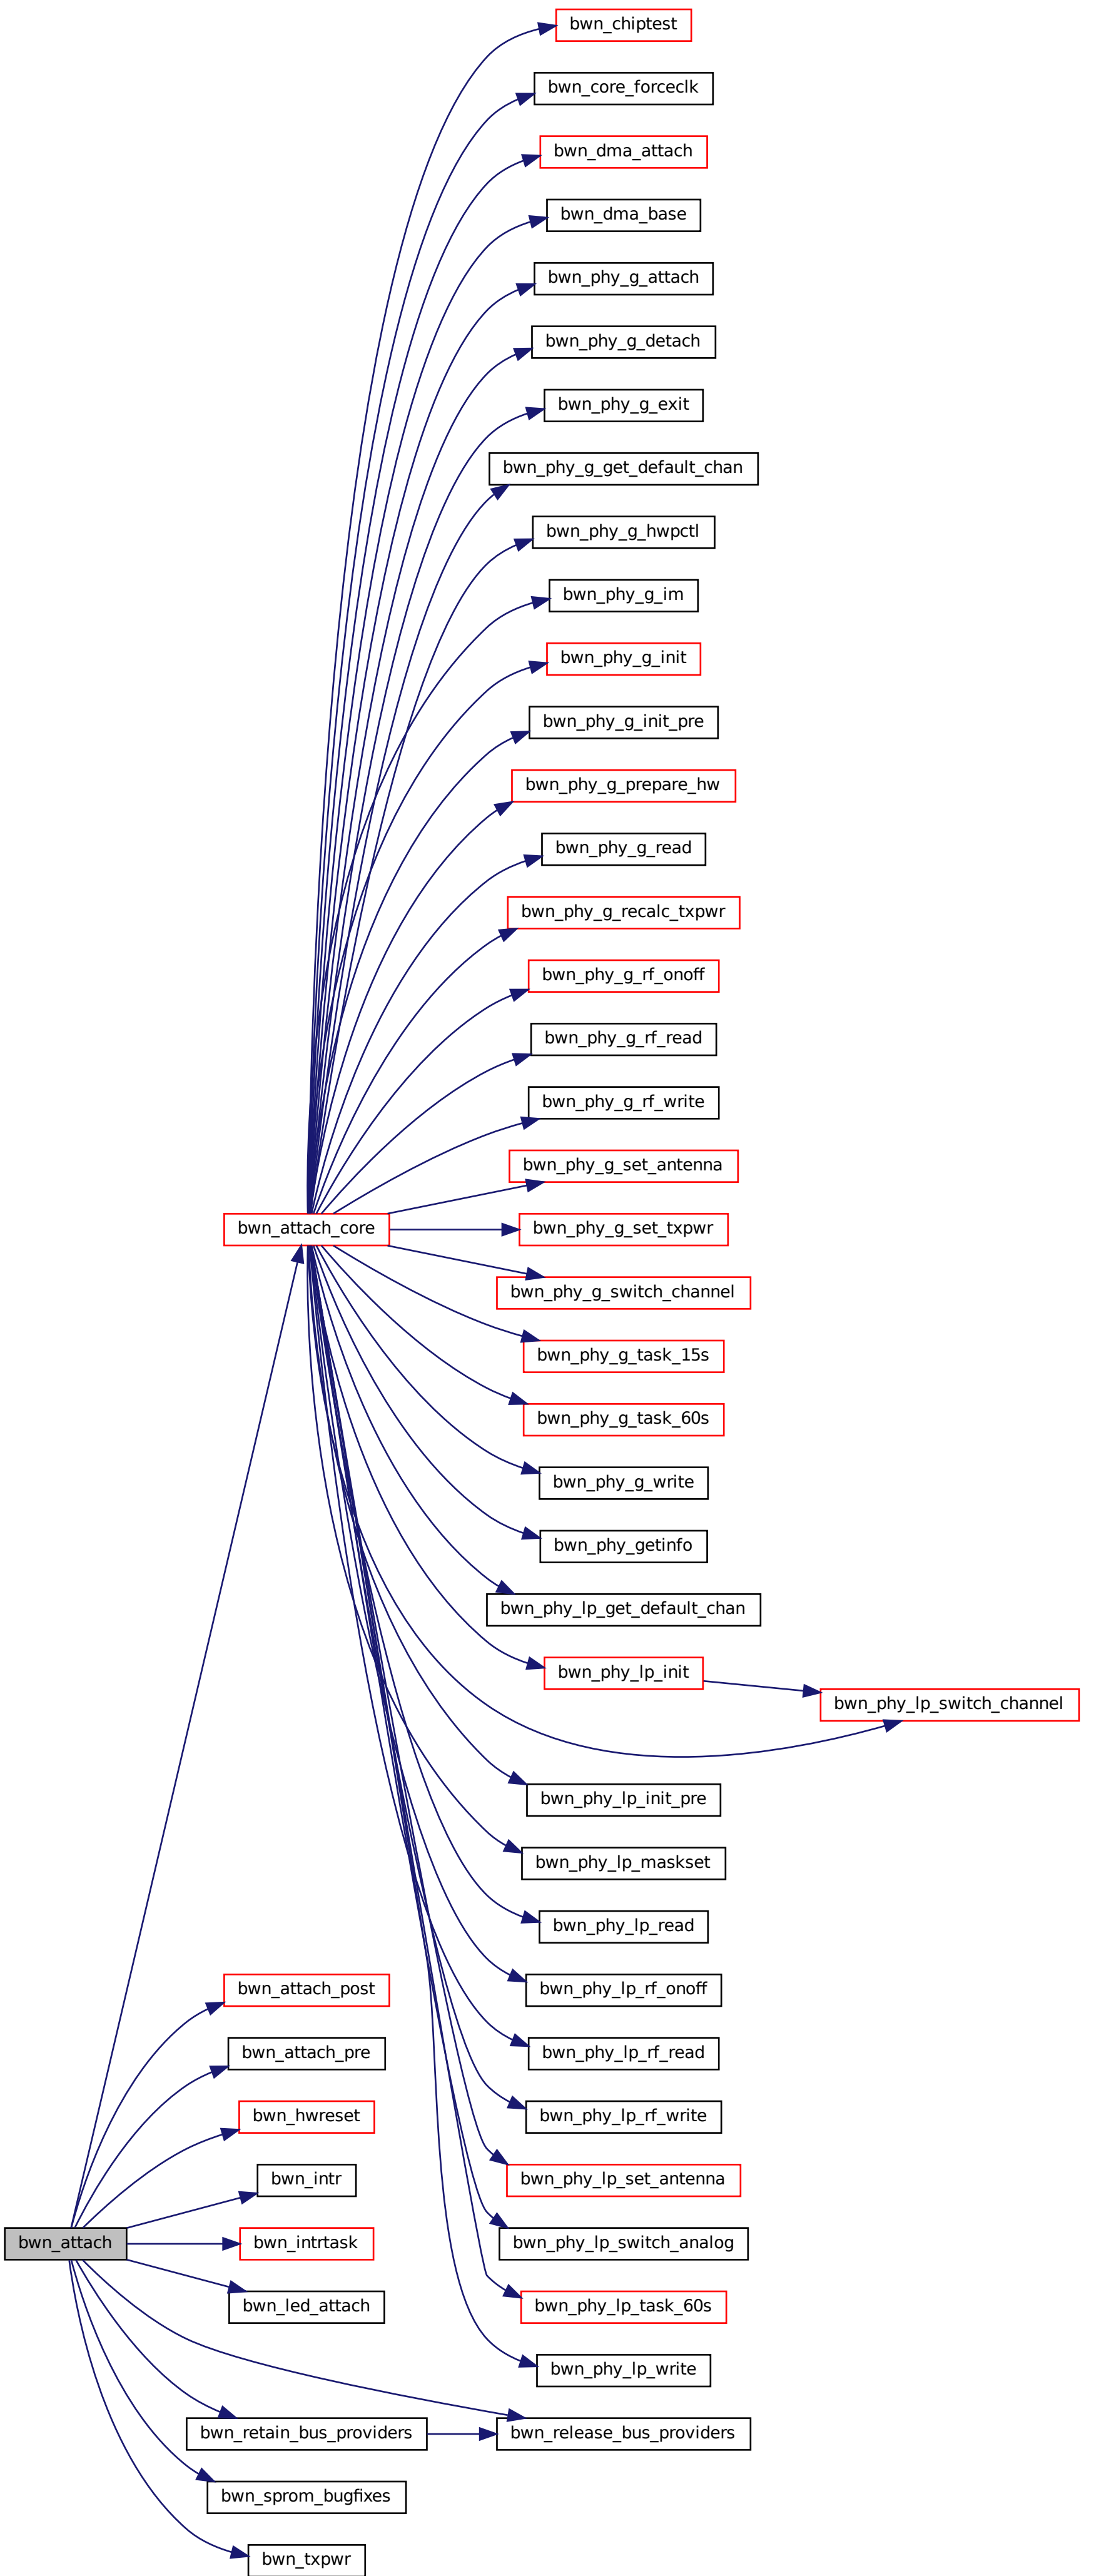 bwn_chiptest
bwn_core_forceclk
bwn_dma_attach
bwn_dma_base
bwn_phy_g_attach
bwn_phy_g_detach
bwn_phy_g_exit
bwn_phy_g_get_default_chan
bwn_phy_g_hwpctl
bwn_phy_g_im
bwn_phy_g_init
bwn_phy_g_init_pre
bwn_phy_g_prepare_hw
bwn_phy_g_read
bwn_phy_g_recalc_txpwr
bwn_phy_g_rf_onoff
bwn_phy_g_rf_read
bwn_phy_g_rf_write
bwn_phy_g_set_antenna
bwn_attach_core
bwn_phy_g_set_txpwr
bwn_phy_g_switch_channel
bwn_phy_g_task_15s
bwn_phy_g_task_60s
bwn_phy_g_write
bwn_phy_getinfo
bwn_phy_lp_get_default_chan
bwn_phy_lp_init
bwn_phy_lp_switch_channel
bwn_phy_lp_init_pre
bwn_phy_lp_maskset
bwn_phy_lp_read
bwn_attach_post
bwn_phy_lp_rf_onoff
bwn_attach_pre
bwn_phy_lp_rf_read
bwn_hwreset
bwn_phy_lp_rf_write
bwn_intr
bwn_phy_lp_set_antenna
bwn_attach
bwn_intrtask
bwn_phy_lp_switch_analog
bwn_led_attach
bwn_phy_lp_task_60s
bwn_phy_lp_write
bwn_retain_bus_providers
bwn_release_bus_providers
bwn_sprom_bugfixes
bwn_txpwr